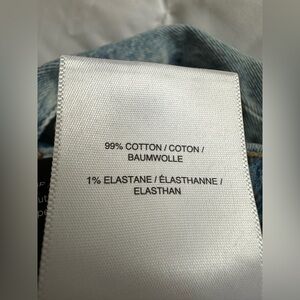 99% COTTON / COTON /
BAUMWOLLE
1% ELASTANE / ÉLASTHANNE /
ELASTHAN